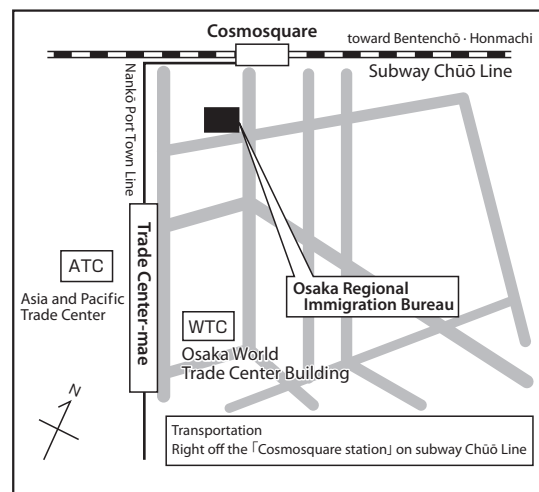 Cosmosquare
toward Bentenchō · Honmachi
Subway Chūō Line
Nankō Port Town Line
Trade Center-mae
ATC
Asia and Pacific
Trade Center
Osaka Regional
Immigration Bureau
WTC
Osaka World
Trade Center Building
N
Transportation
Right off the「Cosmosquare station」on subway Chūō Line